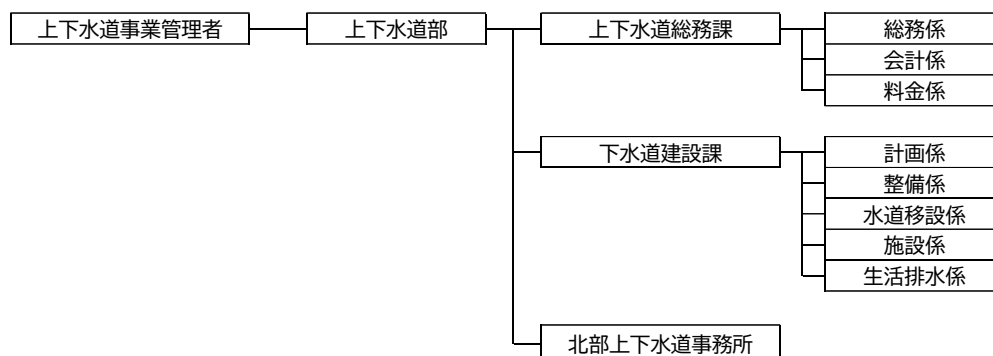 上下水道事業管理者
上下水道部
上下水道総務課
総務係
会計係
料金係
下水道建設課
計画係
整備係
水道移設係
施設係
生活排水係
北部上下水道事務所